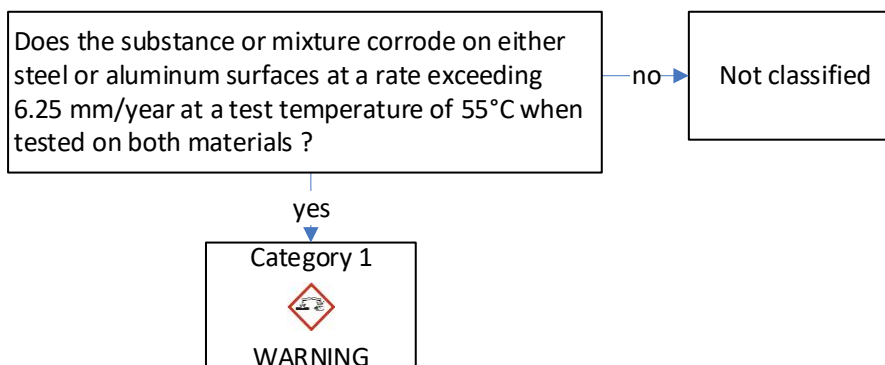 Does the substance or mixture corrode on either
steel or aluminum surfaces at a rate exceeding
6.25 mm/year at a test temperature of 55°C when
tested on both materials ?
no
Not classified
yes
Category 1
WARNING